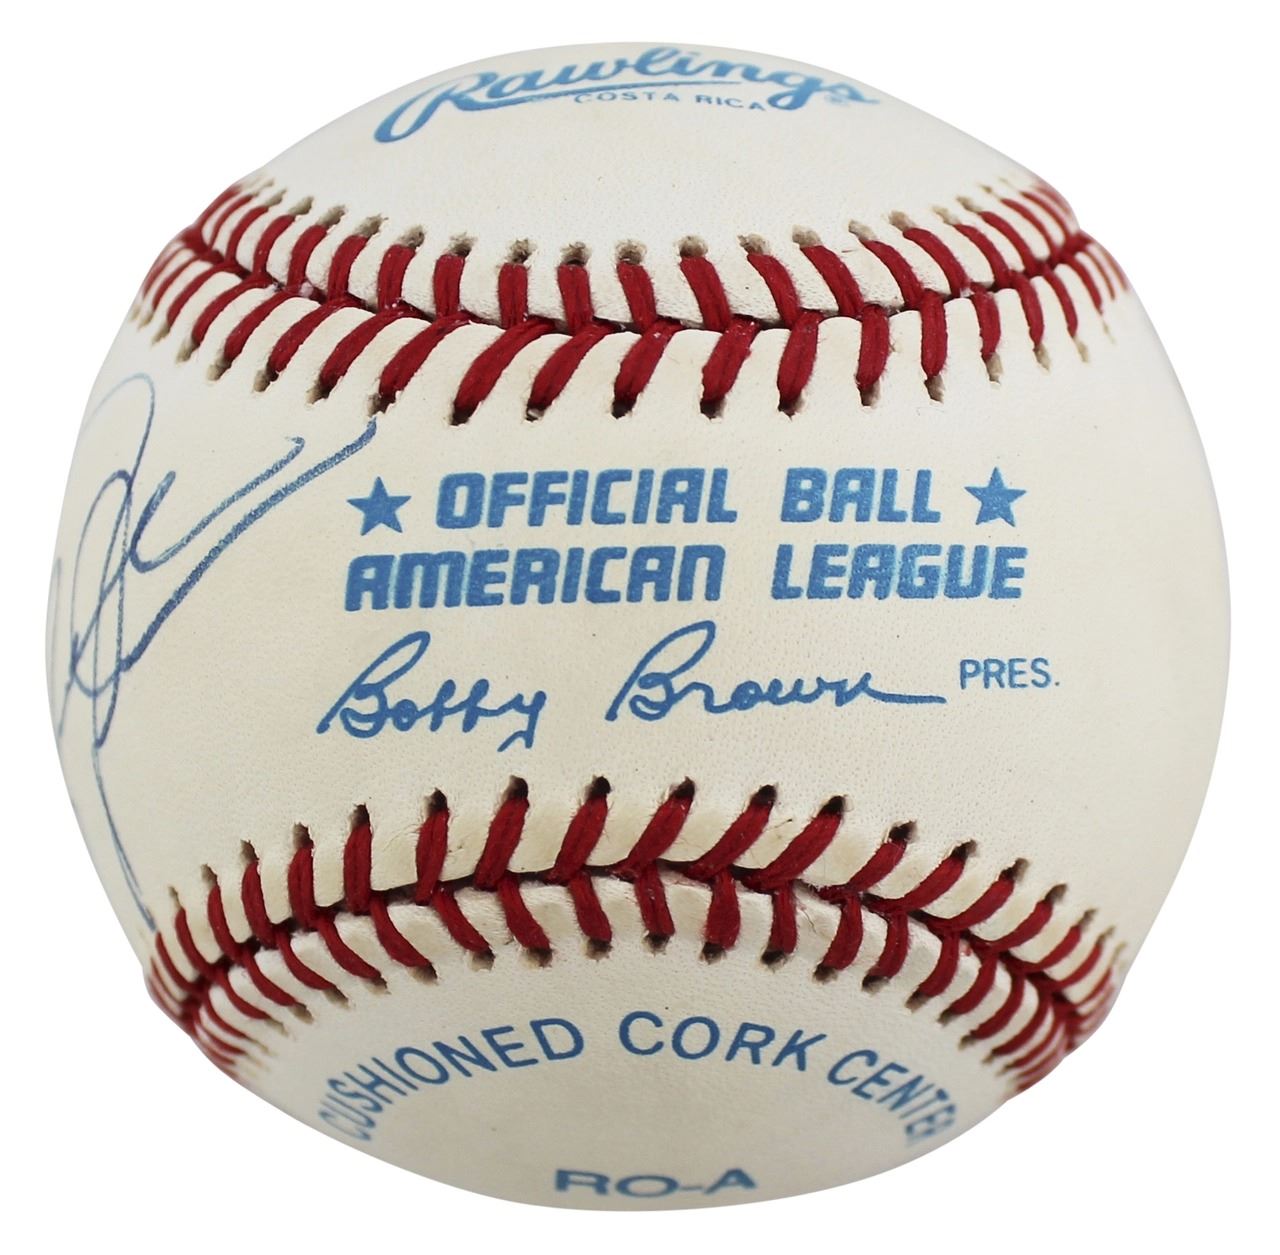 Rawlings®
COSTA RICA
★ OFFICIAL BALL ★
AMERICAN LEAGUE
Bobby Brown PRES.
CUSHIONED CORK CENTER
RO-A